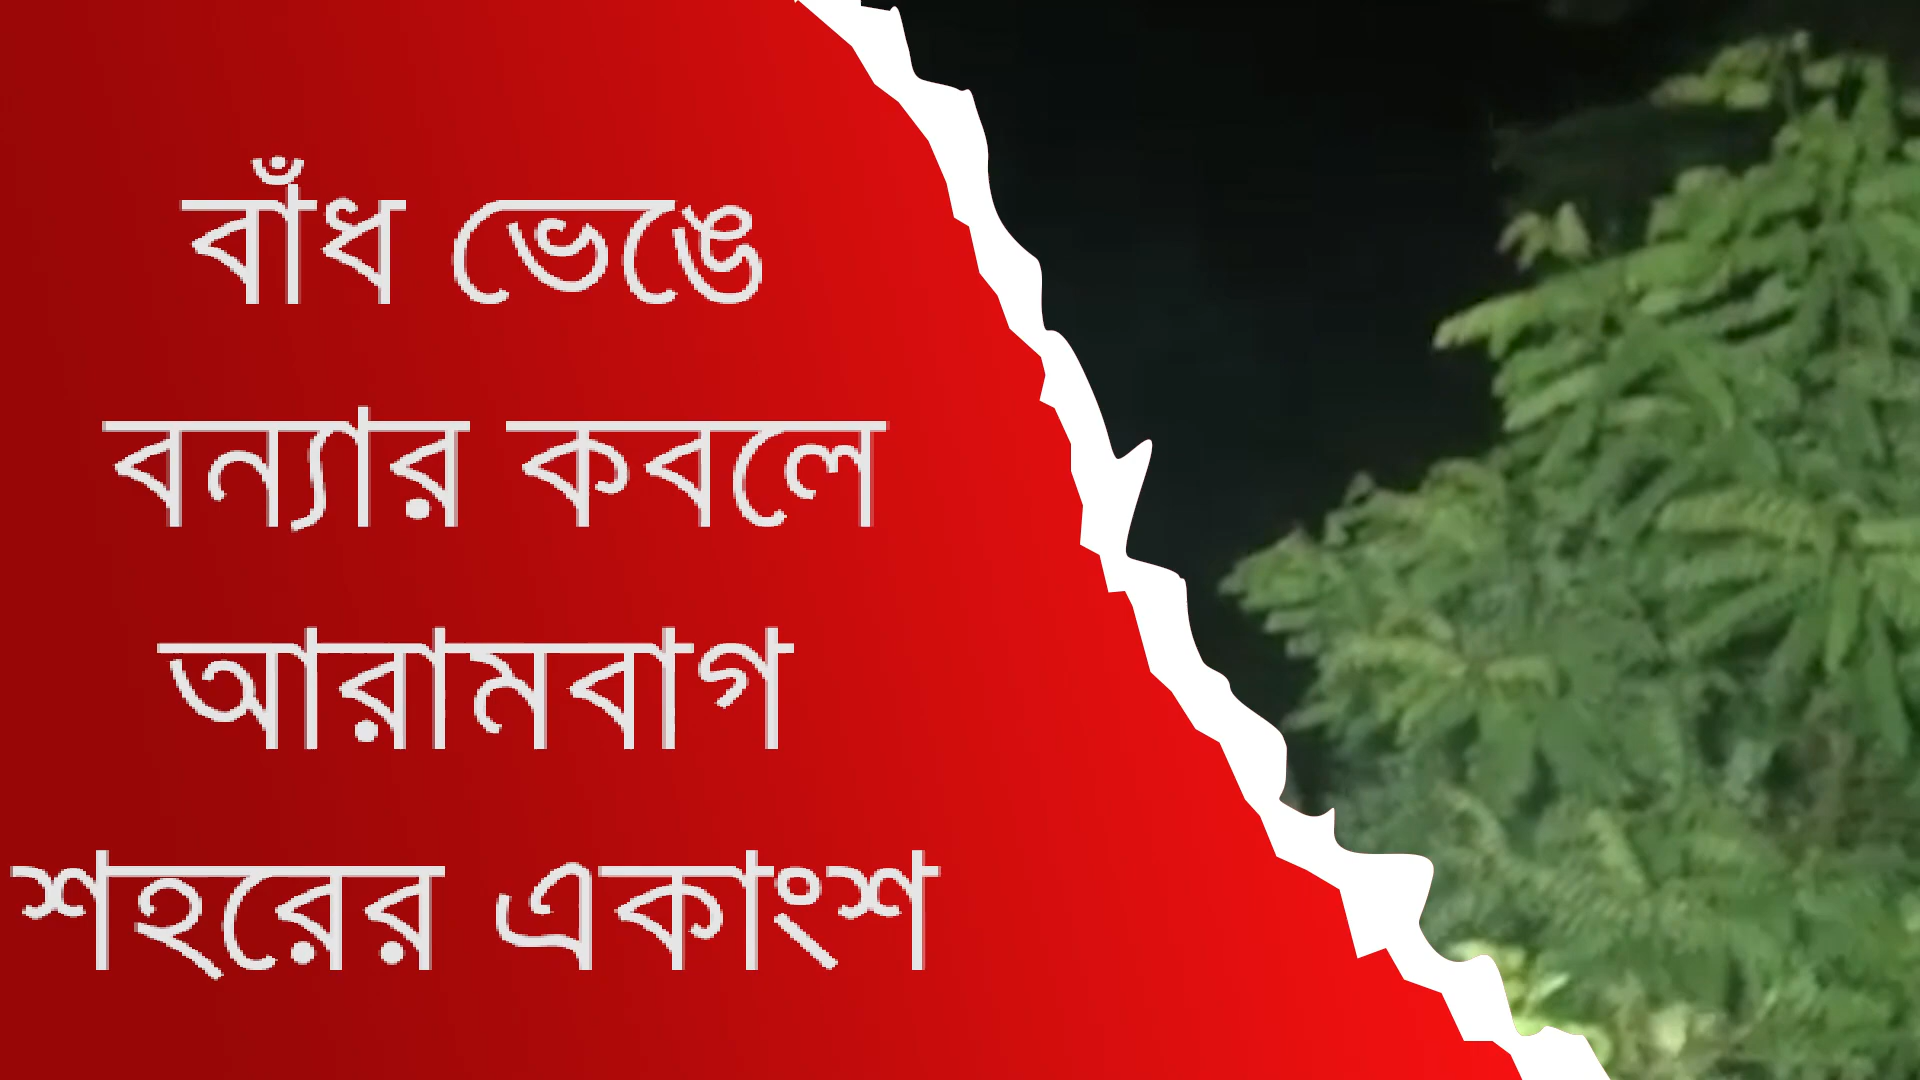 বাঁধ ভেঙে
বন্যার কবলে
আরামবাগ
শহরের একাংশ